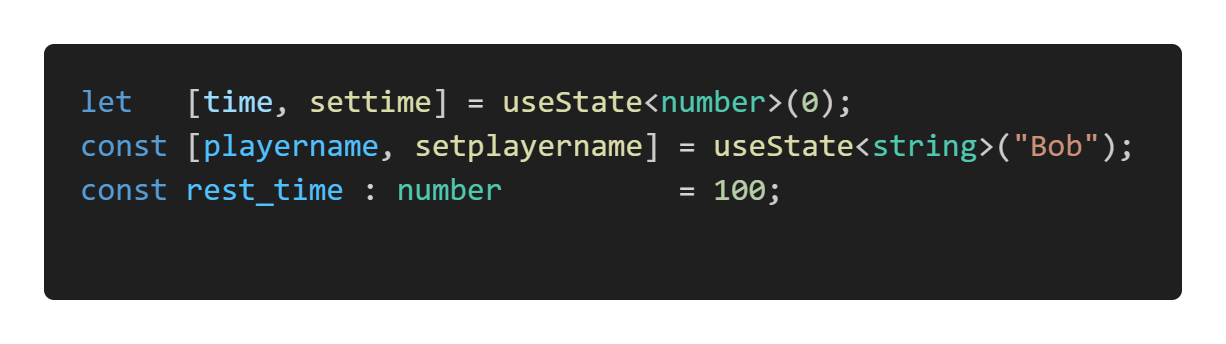 let   [time, settime] = useState<number>(0);
const [playername, setplayername] = useState<string>("Bob");
const rest_time : number          = 100;